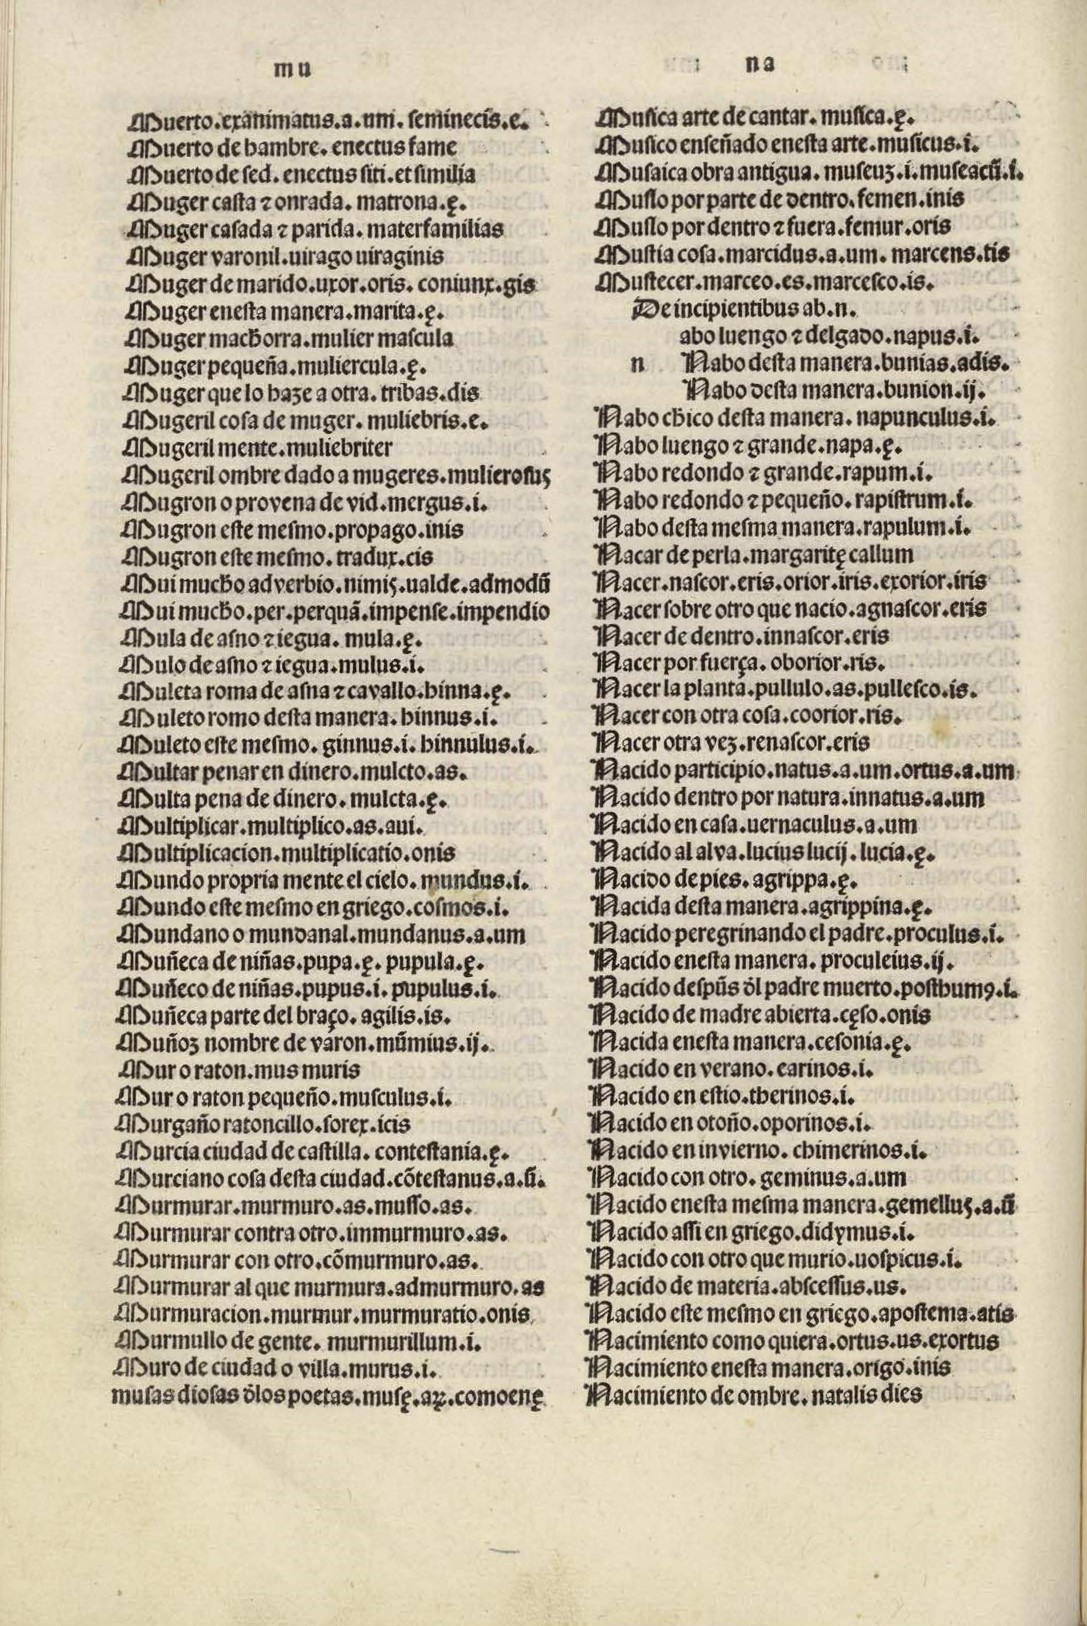 mu
Muerto.exanimatus.a.um.seminecis.e.
Muerto de hambre.enectus fame
Muerto de sed.enectus siti.et similia
Muger casta ⁊ onrada.matrona.ę.
Muger casada ⁊ parida.materfamilias
Muger varonil.uirago uiraginis
Muger de marido.uxor.oris.coniunx.gis
Muger enesta manera.marita.ę.
Muger machorra.mulier mascula
Muger pequeña.muliercula.ę.
Muger que lo haze a otra.tribas.dis
Mugeril cosa de muger.muliebris.e.
Mugeril mente.muliebriter
Mugeril ombre dado a mugeres.mulierosus
Mugron o provena de vid.mergus.i.
Mugron este mesmo.propago.inis
Mugron este mesmo.tradux.cis
Mui mucho adverbio.nimis.ualde.admodū
Mui mucho.per.perquā.impense.impendio
Mula de asno ⁊ iegua.mula.ę.
Mulo de asno ⁊ iegua.mulus.i.
Muleta roma de asna ⁊ cavallo.hinna.ę.
Muleto romo desta manera.hinnus.i.
Muleto este mesmo.ginnus.i.hinnulus.i.
Multar penar en dinero.mulcto.as.
Multa pena de dinero.mulcta.ę.
Multiplicar.multiplico.as.aui.
Multiplicacion.multiplicatio.onis
Mundo propria mente el cielo.mundus.i.
Mundo este mesmo en griego.cosmos.i.
Mundano o mundanal.mundanus.a.um
Muñeca de niñas.pupa.ę.pupula.ę.
Muñeco de niñas.pupus.i.pupulus.i.
Muñeca parte del braço.agilis.is.
Muñoz nombre de varon.mūmius.ij.
Mur o raton.mus muris
Mur o raton pequeño.musculus.i.
Murgaño ratoncillo.sorex.icis
Murcia ciudad de castilla.contestania.ę.
Murciano cosa desta ciudad.cōtestanus.a.ū.
Murmurar.murmuro.as.musso.as.
Murmurar contra otro.immurmuro.as.
Murmurar con otro.cōmurmuro.as.
Murmurar al que murmura.admurmuro.as
Murmuracion.murmur.murmuratio.onis
Murmullo de gente.murmurillum.i.
Muro de ciudad o villa.murus.i.
musas diosas dl̄os poetas.musę.aꝝ.comoenę
na
Musica arte de cantar.musica.ę.
Musico enseñado enesta arte.musicus.i.
Musaica obra antigua.museuꝫ.i.museacū.i.
Muslo por parte de dentro.femen.inis
Muslo por dentro ⁊ fuera.femur.oris
Mustia cosa.marcidus.a.um.marcens.tis
Mustecer.marceo.es.marcesco.is.
De incipientibus ab.n.
abo luengo ⁊ delgado.napus.i.
n Nabo desta manera.bunias.adis.
Nabo desta manera.bunion.ij.
Nabo chico desta manera.napunculus.i.
Nabo luengo ⁊ grande.napa.ę.
Nabo redondo ⁊ grande.rapum.i.
Nabo redondo ⁊ pequeño.rapistrum.i.
Nabo desta mesma manera.rapulum.i.
Nacar de perla.margaritę callum
Nacer.nascor.eris.orior.iris.exorior.iris
Nacer sobre otro que nacio.agnascor.eris
Nacer de dentro.innascor.eris
Nacer por fuerça.oborior.ris.
Nacer la planta.pullulo.as.pullesco.is.
Nacer con otra cosa.coorior.ris.
Nacer otra vez.renascor.eris
Nacido participio.natus.a.um.ortus.a.um
Nacido dentro por natura.innatus.a.um
Nacido en casa.uernaculus.a.um
Nacido al alva.lucius lucij.lucia.ę.
Nacido de pies.agrippa.ę.
Nacida desta manera.agrippina.ę.
Nacido peregrinando el padre.proculus.i.
Nacido enesta manera.proculeius.ij.
Nacido despūs dl̄ padre muerto.posthumꝰ.i.
Nacido de madre abierta.cęso.onis
Nacida enesta manera.cesonia.ę.
Nacido en verano.earinos.i.
Nacido en estio.therinos.i.
Nacido en otoño.oporinos.i.
Nacido en invierno.chimerinos.i.
Nacido con otro.geminus.a.um
Nacido enesta mesma manera.gemellus.a.ū
Nacido assi en griego.didymus.i.
Nacido con otro que murio.uospicus.i.
Nacido de materia.abscessus.us.
Nacido este mesmo en griego.apostema.atis
Nacimiento como quiera.ortus.us.exortus
Nacimiento enesta manera.origo.inis
Nacimiento de ombre.natalis dies